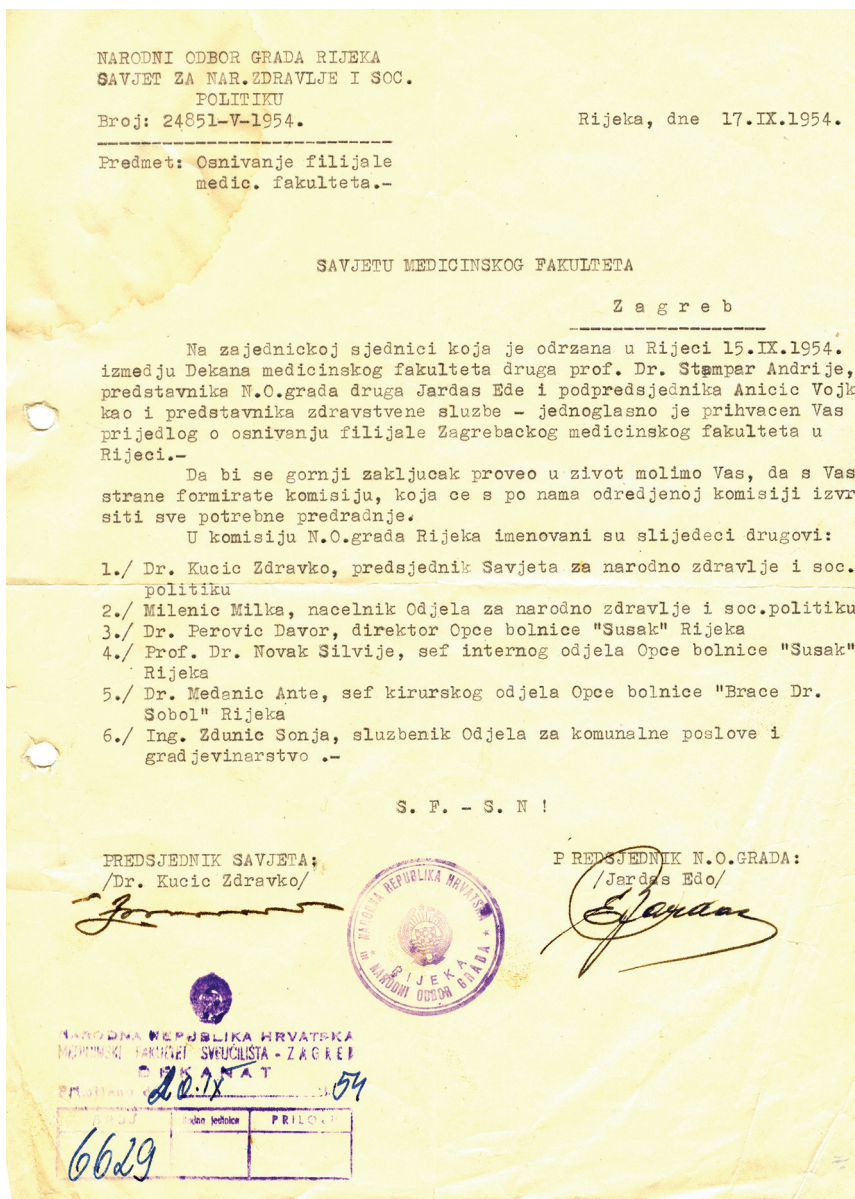 NARODNI ODBOR GRADA RIJEKA
SAVJET ZA NAR.ZDRAVLJE I SOC.
POLITIKU
Broj: 24851-V-1954.
Rijeka, dne 17.IX.1954.
Predmet: Osnivanje filijale
medic. fakulteta.-
SAVJETU MEDICINSKOG FAKULTETA
Z a g r e b
Na zajednickoj sjednici koja je odrzana u Rijeci 15.IX.1954.
izmedju Dekana medicinskog fakulteta druga prof. Dr. Stampar Andrije,
predstavnika N.O.grada druga Jardas Ede i podpredsjednika Anicic Vojk
kao i predstavnika zdravstvene sluzbe - jednoglasno je prihvacen Vas
prijedlog o osnivanju filijale Zagrebackog medicinskog fakulteta u
Rijeci.-
Da bi se gornji zakljucak proveo u zivot molimo Vas, da s Vas
strane formirate komisiju, koja ce s po nama odredjenoj komisiji izvr
siti sve potrebne predradnje.
U komisiju N.O.grada Rijeka imenovani su slijedeci drugovi:
1./ Dr. Kucic Zdravko, predsjednik Savjeta za narodno zdravlje i soc.
politiku
2./ Milenic Milka, nacelnik Odjela za narodno zdravlje i soc.politiku
3./ Dr. Perovic Davor, direktor Opce bolnice "Susak" Rijeka
4./ Prof. Dr. Novak Silvije, sef internog odjela Opce bolnice "Susak"
Rijeka
5./ Dr. Medanic Ante, sef kirurskog odjela Opce bolnice "Brace Dr.
Sobol" Rijeka
6./ Ing. Zdunic Sonja, sluzbenik Odjela za komunalne poslove i
gradjevinarstvo .-
S. F. - S. N !
PREDSJEDNIK SAVJETA:
/Dr. Kucic Zdravko/
PREDSJEDNIK N.O.GRADA:
/Jardas Edo/
E Jardas
NARODNA REPUBLIKA HRVATSKA
RIJEKA
NARODNI ODBOR GRADA
NARODNA REPUBLIKA HRVATSKA
MEDICINSKI FAKULTET SVEUČILIŠTA - ZAGREB
DEKANAT
Primljeno 20.IX 54
BROJ PRILOZI
6629